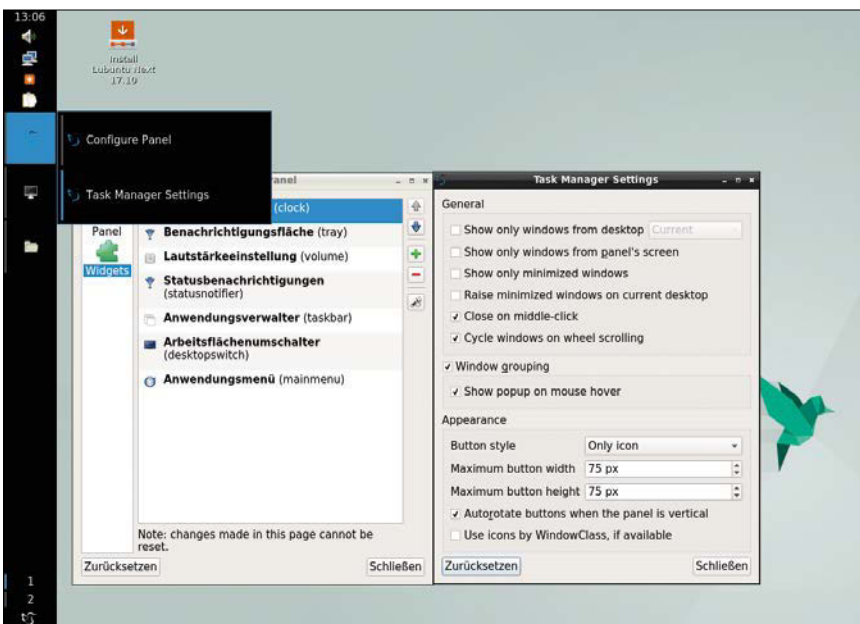 13:06
Install
Lubuntu Next
17.10
Configure Panel
Task Manager Settings
anel
(clock)
Panel
Widgets
Benachrichtigungsfläche (tray)
Lautstärkeeinstellung (volume)
Statusbenachrichtigungen
(statusnotifier)
Anwendungsverwalter (taskbar)
Arbeitsflächenumschalter
(desktopswitch)
Anwendungsmenü (mainmenu)
Note: changes made in this page cannot be
reset.
Zurücksetzen Schließen
Task Manager Settings
General
Show only windows from desktop Current
Show only windows from panel's screen
Show only minimized windows
Raise minimized windows on current desktop
Close on middle-click
Cycle windows on wheel scrolling
Window grouping
Show popup on mouse hover
Appearance
Button style Only icon
Maximum button width 75 px
Maximum button height 75 px
Autorotate buttons when the panel is vertical
Use icons by WindowClass, if available
Zurücksetzen Schließen
1
2